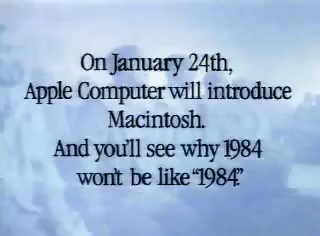 On January 24th,
Apple Computer will introduce
Macintosh.
And you'll see why 1984
won't be like “1984.”